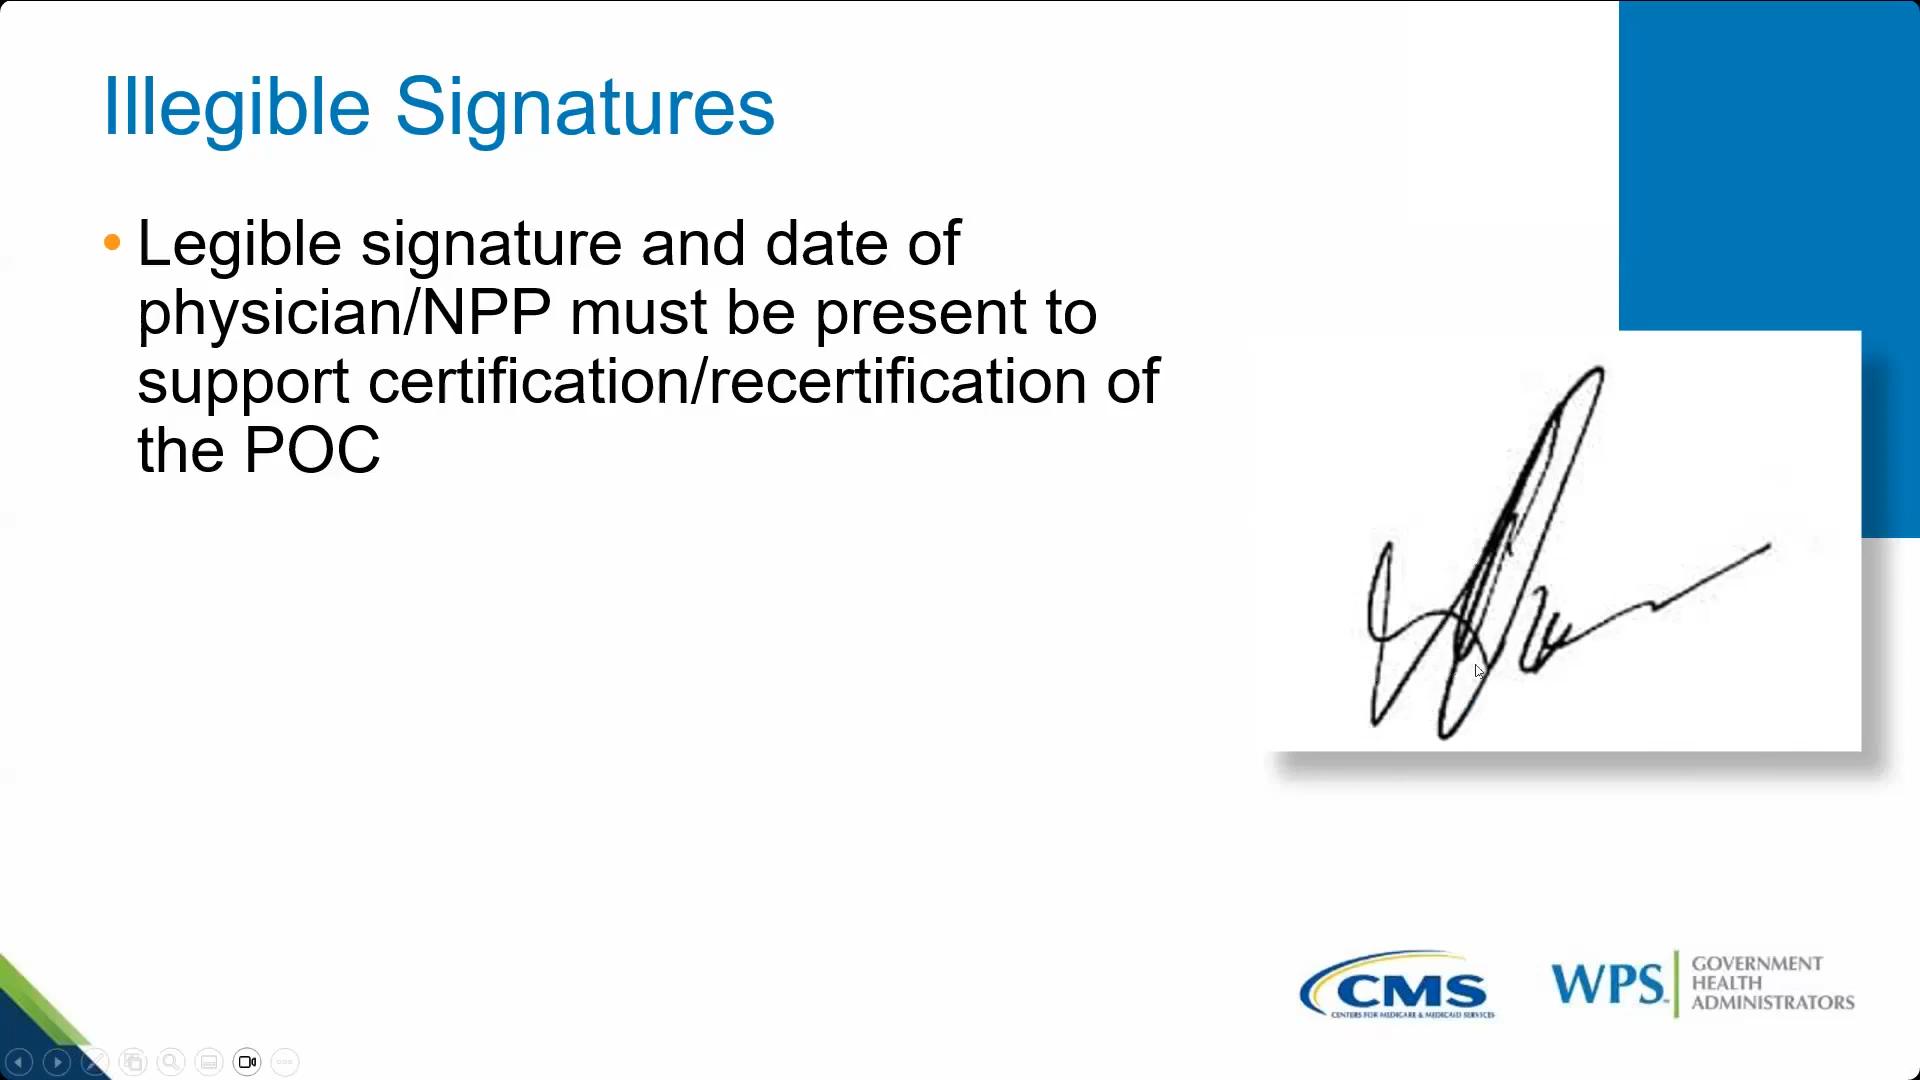 Illegible Signatures
• Legible signature and date of
physician/NPP must be present to
support certification/recertification of
the POC
CMS
CENTERS FOR MEDICARE & MEDICAID SERVICES
WPS
GOVERNMENT
HEALTH
ADMINISTRATORS